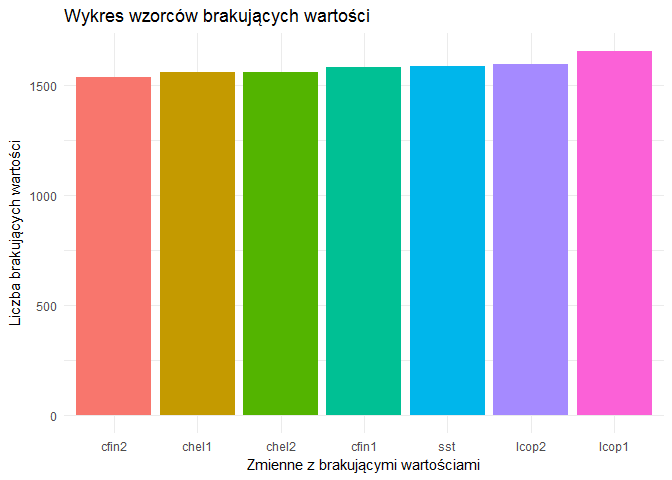 Wykres wzorców brakujących wartości
Liczba brakujących wartości
1500
1000
500
0
cfin2 chel1 chel2 cfin1 sst lcop2 lcop1
Zmienne z brakującymi wartościami